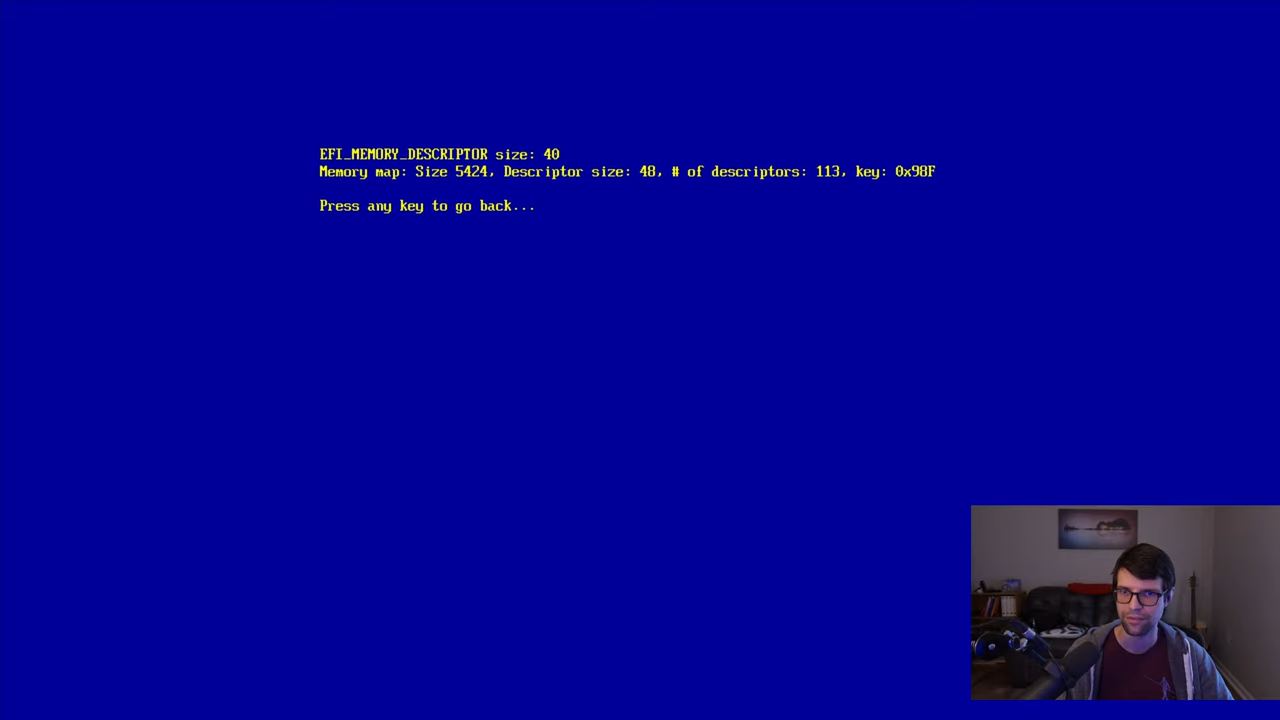 EFI_MEMORY_DESCRIPTOR size: 40
Memory map: Size 5424, Descriptor size: 48, # of descriptors: 113, key: 0x98F
Press any key to go back...